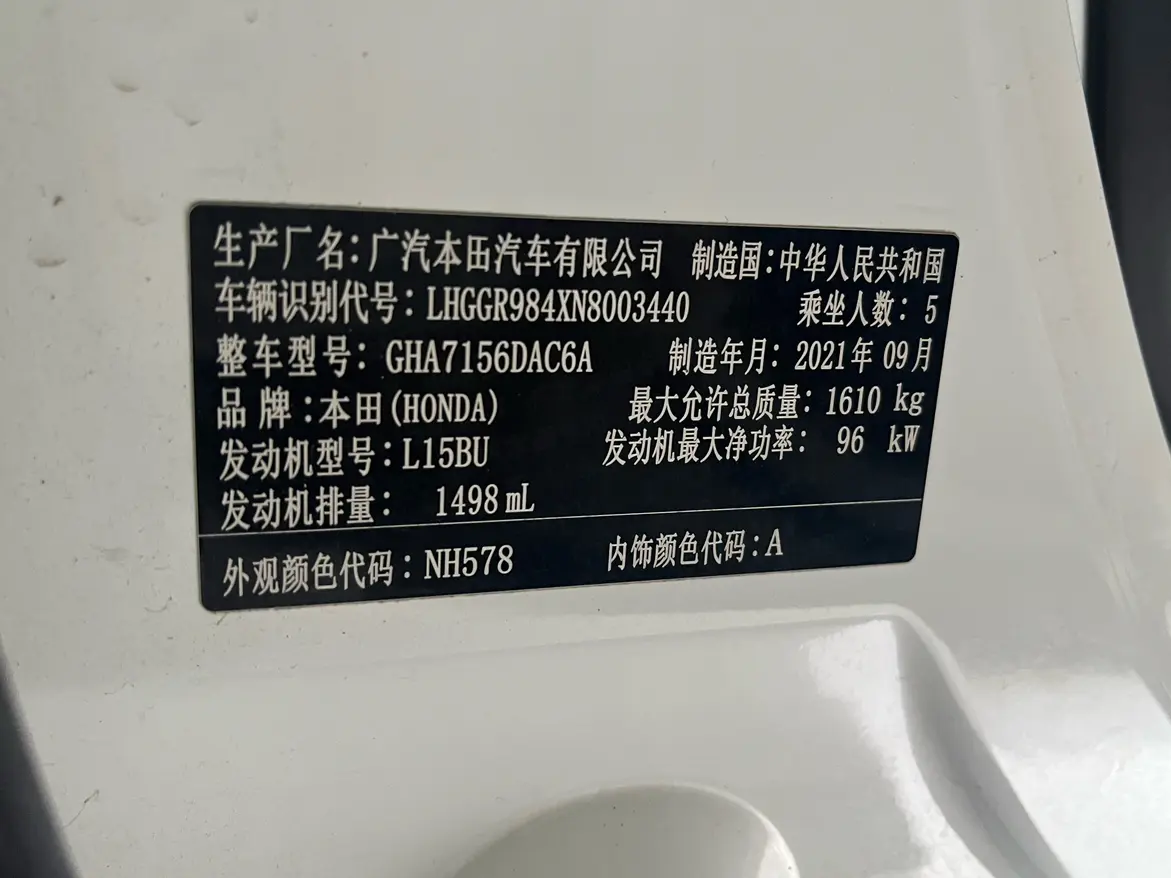 生产厂名：广汽本田汽车有限公司 制造国：中华人民共和国
车辆识别代号：LHGGR984XN8003440 乘坐人数：5
整车型号：GHA7156DAC6A 制造年月：2021年 09月
品 牌：本田(HONDA) 最大允许总质量：1610 kg
发动机型号：L15BU 发动机最大净功率： 96 kW
发动机排量： 1498 mL
外观颜色代码：NH578 内饰颜色代码：A